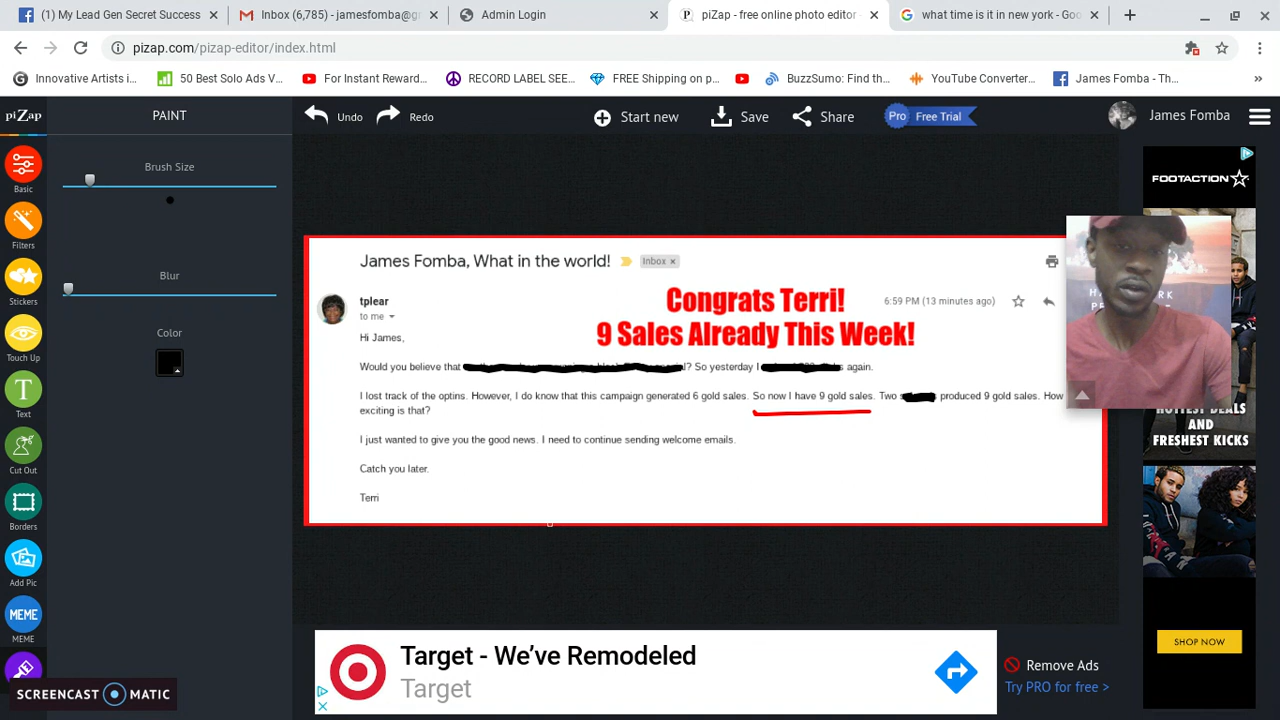 (1) My Lead Gen Secret Success
Inbox (6,785) - jamesfomba@g
Admin Login
piZap - free online photo editor -
what time is it in new york - Goo
pizap.com/pizap-editor/index.html
Innovative Artists i...
50 Best Solo Ads V...
For Instant Reward...
RECORD LABEL SEE...
FREE Shipping on p...
BuzzSumo: Find th...
YouTube Converter...
James Fomba - Th...
piZap
PAINT
Undo
Redo
Start new
Save
Share
Pro
Free Trial
James Fomba
Basic
Filters
Stickers
Touch Up
Text
Cut Out
Borders
Add Pic
MEME
MEME
Brush Size
Blur
Color
James Fomba, What in the world!
Inbox x
tplear
to me
6:59 PM (13 minutes ago)
Congrats Terri!
9 Sales Already This Week!
Hi James,
Would you believe that ? So yesterday I again.
I lost track of the optins. However, I do know that this campaign generated 6 gold sales. So now I have 9 gold sales. Two produced 9 gold sales. How
exciting is that?
I just wanted to give you the good news. I need to continue sending welcome emails.
Catch you later.
Terri
FOOTACTION
HOTTEST DEALS
AND
FRESHEST KICKS
SHOP NOW
Target - We've Remodeled
Target
Remove Ads
Try PRO for free >
SCREENCAST O MATIC